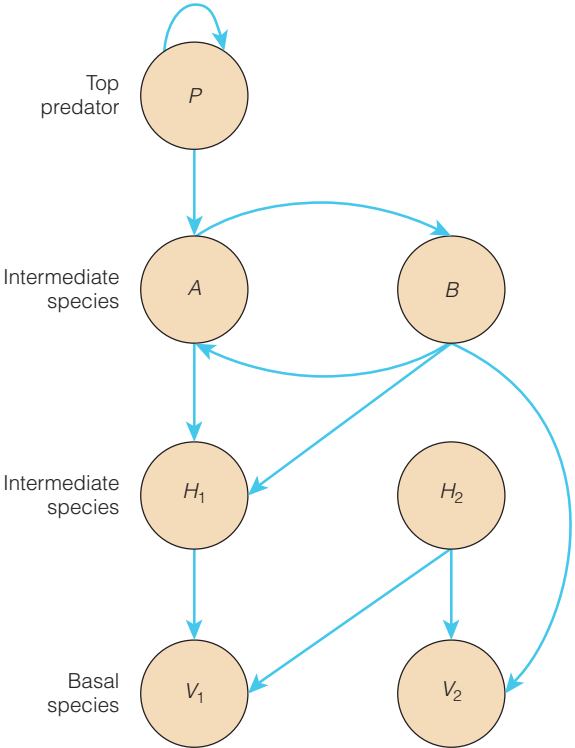 Top
predator
P
Intermediate
species
A
B
Intermediate
species
H1
H2
Basal
species
V1
V2